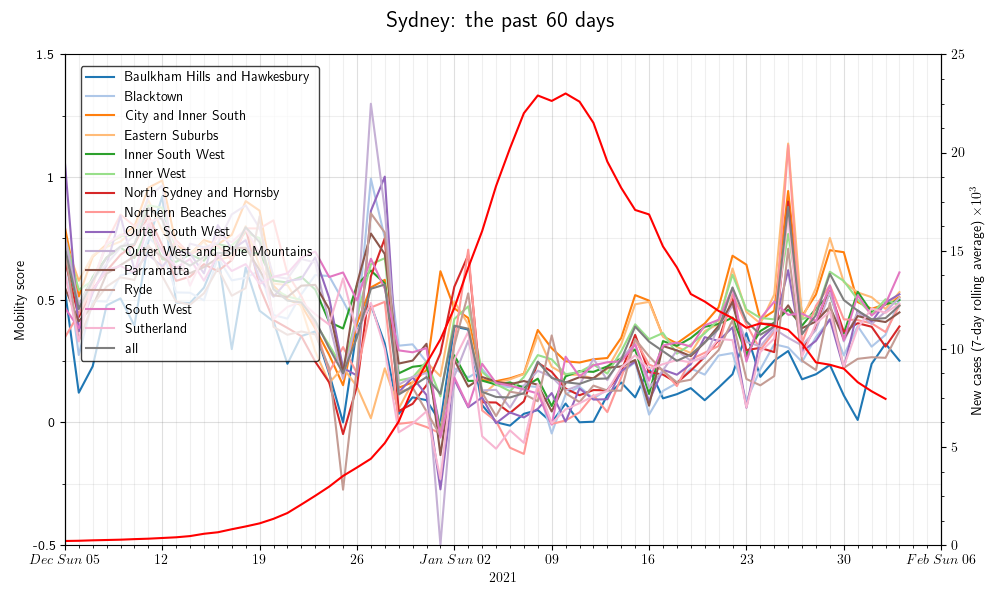 Sydney: the past 60 days
1.5
1
0.5
0
−0.5
Mobility score
Baulkham Hills and Hawkesbury
Blacktown
City and Inner South
Eastern Suburbs
Inner South West
Inner West
North Sydney and Hornsby
Northern Beaches
Outer South West
Outer West and Blue Mountains
Parramatta
Ryde
South West
Sutherland
all
25
20
15
10
5
0
New cases (7-day rolling average) ×10³
Dec Sun 05
12
19
26
Jan Sun 02
09
16
23
30
Feb Sun 06
2021